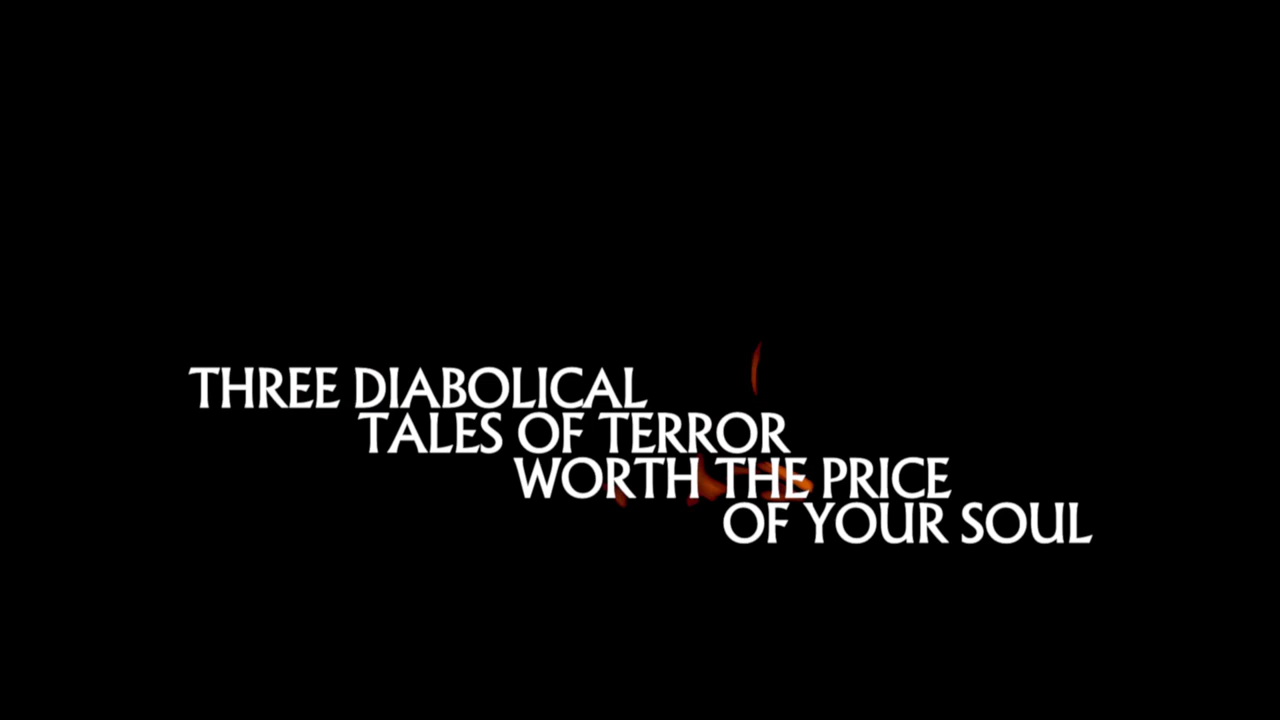 THREE DIABOLICAL
TALES OF TERROR
WORTH THE PRICE
OF YOUR SOUL